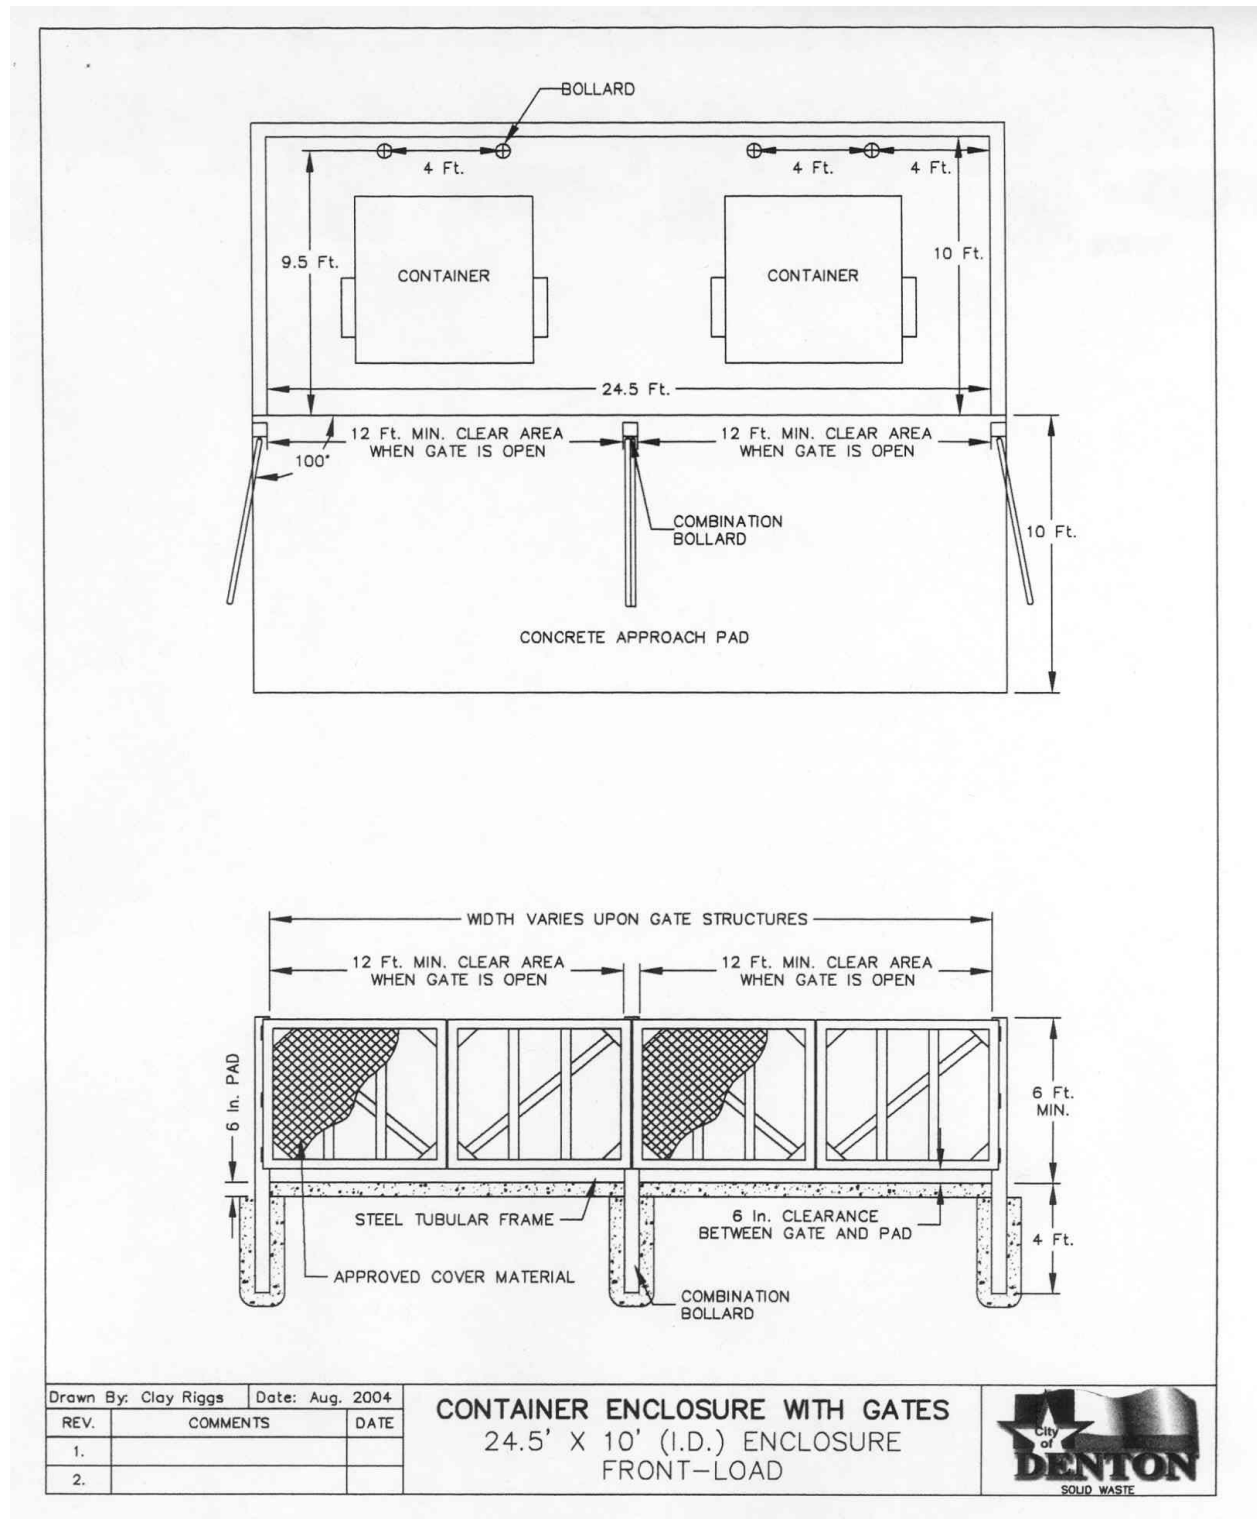 BOLLARD
4 Ft.
4 Ft.
4 Ft.
9.5 Ft.
10 Ft.
CONTAINER
CONTAINER
24.5 Ft.
12 Ft. MIN. CLEAR AREA
WHEN GATE IS OPEN
12 Ft. MIN. CLEAR AREA
WHEN GATE IS OPEN
100°
COMBINATION
BOLLARD
10 Ft.
CONCRETE APPROACH PAD
WIDTH VARIES UPON GATE STRUCTURES
12 Ft. MIN. CLEAR AREA
WHEN GATE IS OPEN
12 Ft. MIN. CLEAR AREA
WHEN GATE IS OPEN
6 In. PAD
6 Ft.
MIN.
STEEL TUBULAR FRAME
6 In. CLEARANCE
BETWEEN GATE AND PAD
4 Ft.
APPROVED COVER MATERIAL
COMBINATION
BOLLARD
Drawn By: Clay Riggs
Date: Aug. 2004
REV.
COMMENTS
DATE
1.
2.
CONTAINER ENCLOSURE WITH GATES
24.5' X 10' (I.D.) ENCLOSURE
FRONT-LOAD
City
of
DENTON
SOLID WASTE